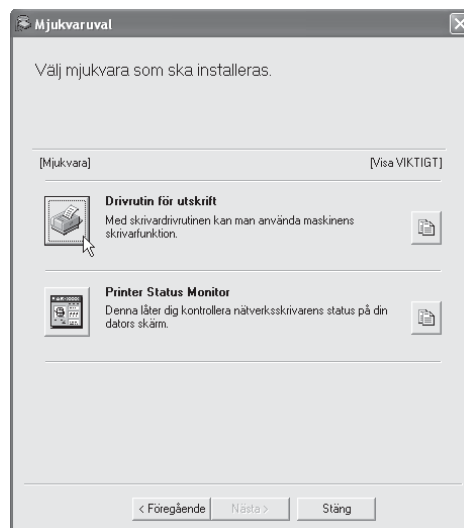 Mjukvaruval
Välj mjukvara som ska installeras.
[Mjukvara] [Visa VIKTIGT]
Drivrutin för utskrift
Med skrivardrivrutinen kan man använda maskinens
skrivarfunktion.
Printer Status Monitor
Denna låter dig kontrollera nätverksskrivarens status på din
dators skärm.
< Föregående Nästa > Stäng